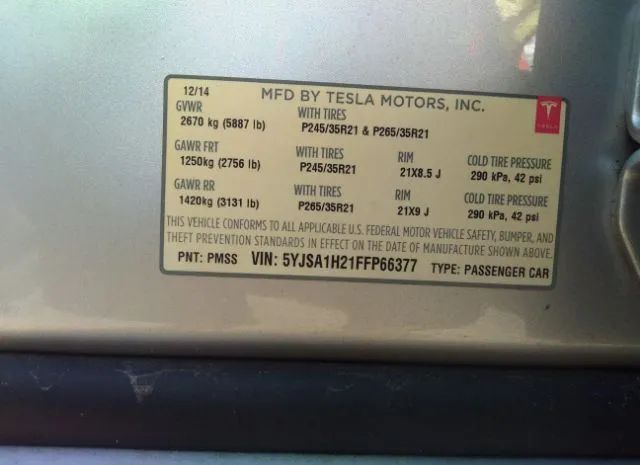 12/14 MFD BY TESLA MOTORS, INC.
GVWR WITH TIRES
2670 kg (5887 lb) P245/35R21 & P265/35R21
GAWR FRT WITH TIRES RIM COLD TIRE PRESSURE
1250kg (2756 lb) P245/35R21 21X8.5 J 290 kPa, 42 psi
GAWR RR WITH TIRES RIM COLD TIRE PRESSURE
1420kg (3131 lb) P265/35R21 21X9 J 290 kPa, 42 psi
THIS VEHICLE CONFORMS TO ALL APPLICABLE U.S. FEDERAL MOTOR VEHICLE SAFETY, BUMPER, AND
THEFT PREVENTION STANDARDS IN EFFECT ON THE DATE OF MANUFACTURE SHOWN ABOVE.
PNT: PMSS VIN: 5YJSA1H21FFP66377 TYPE: PASSENGER CAR
TESLA